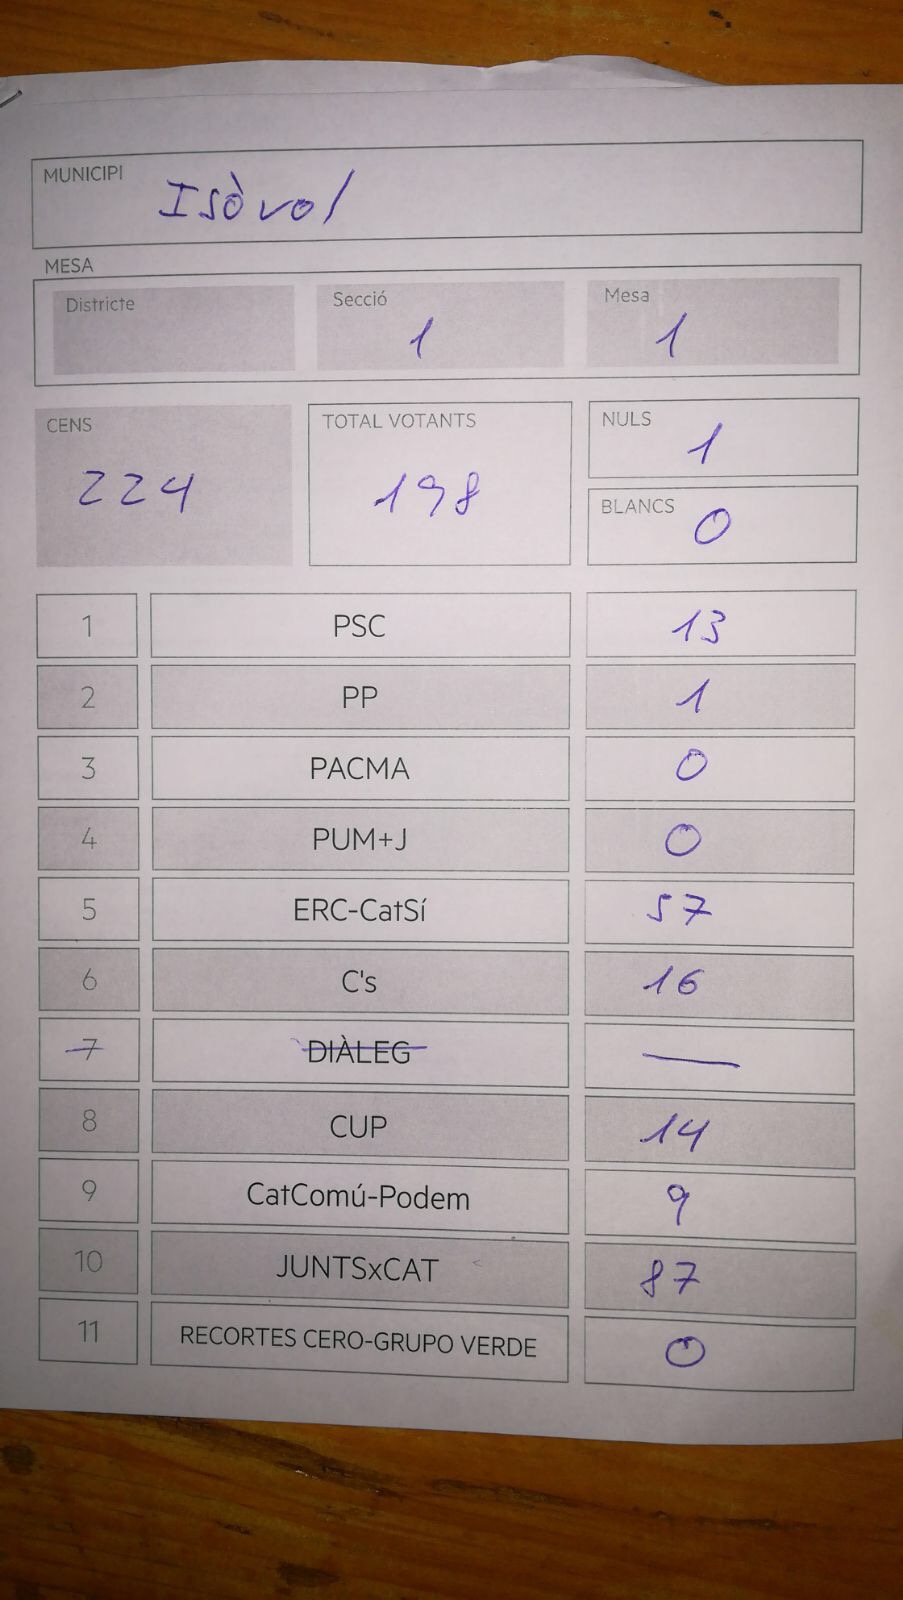 MUNICIPI Isòvol
MESA
Districte Secció 1 Mesa 1
CENS 224
TOTAL VOTANTS 198
NULS 1
BLANCS 0
1 PSC 13
2 PP 1
3 PACMA 0
4 PUM+J 0
5 ERC-CatSí 57
6 C's 16
7 DIÀLEG —
8 CUP 14
9 CatComú-Podem 9
10 JUNTSxCAT 87
11 RECORTES CERO-GRUPO VERDE 0